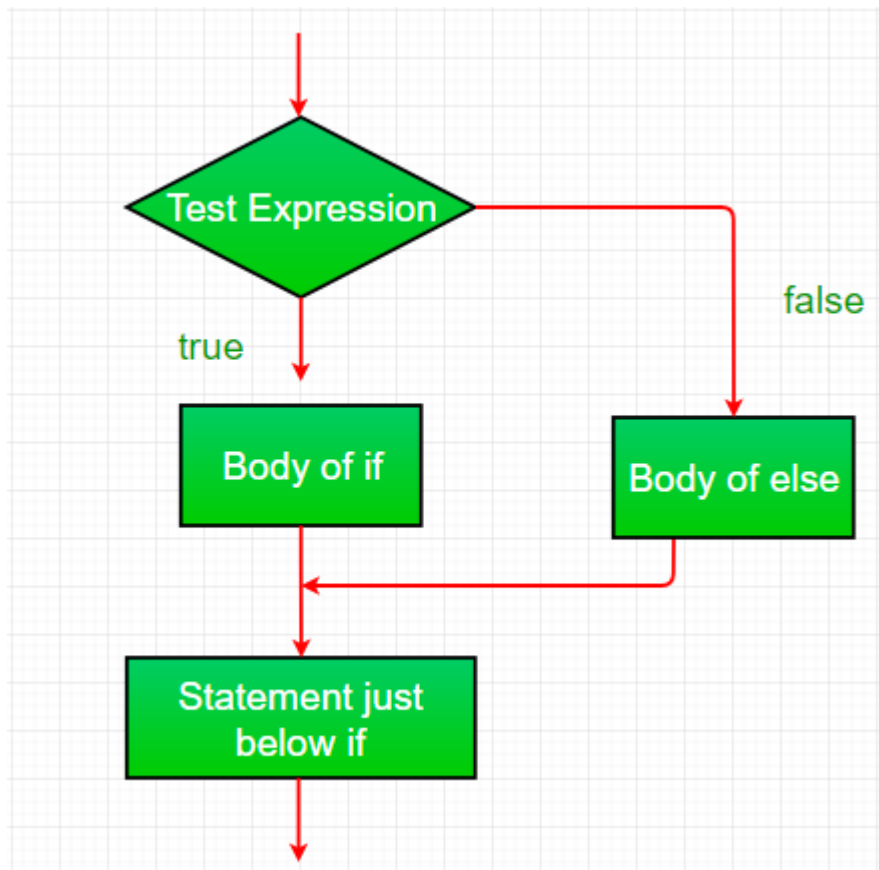 Test Expression
false
true
Body of if
Body of else
Statement just
below if